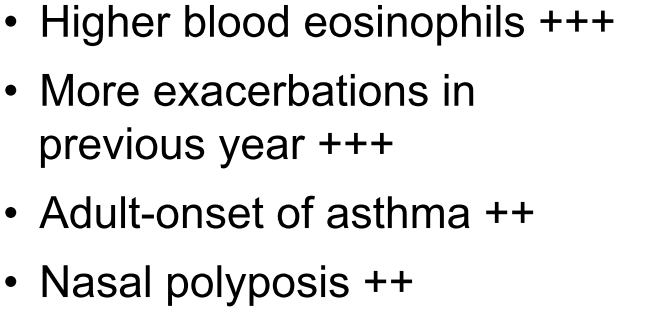 • Higher blood eosinophils +++
• More exacerbations in
previous year +++
• Adult-onset of asthma ++
• Nasal polyposis ++